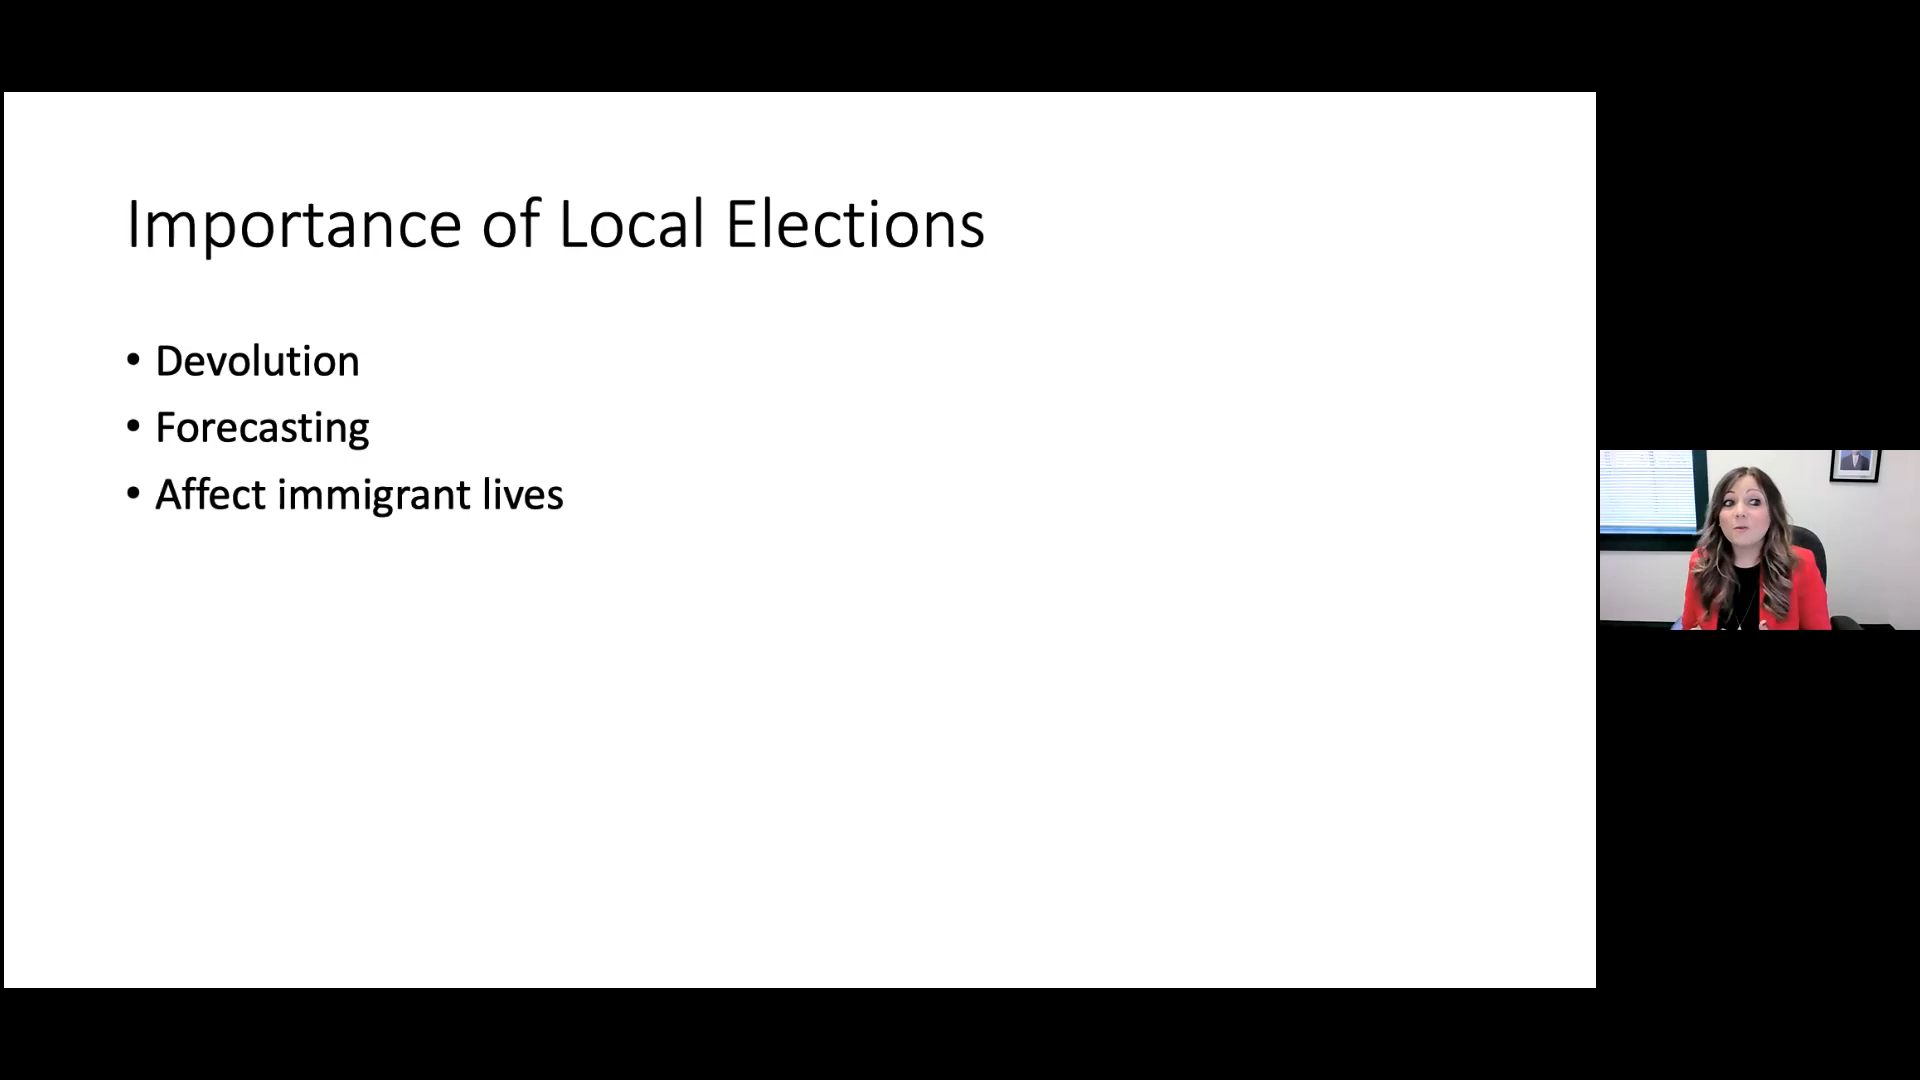 Importance of Local Elections
• Devolution
• Forecasting
• Affect immigrant lives